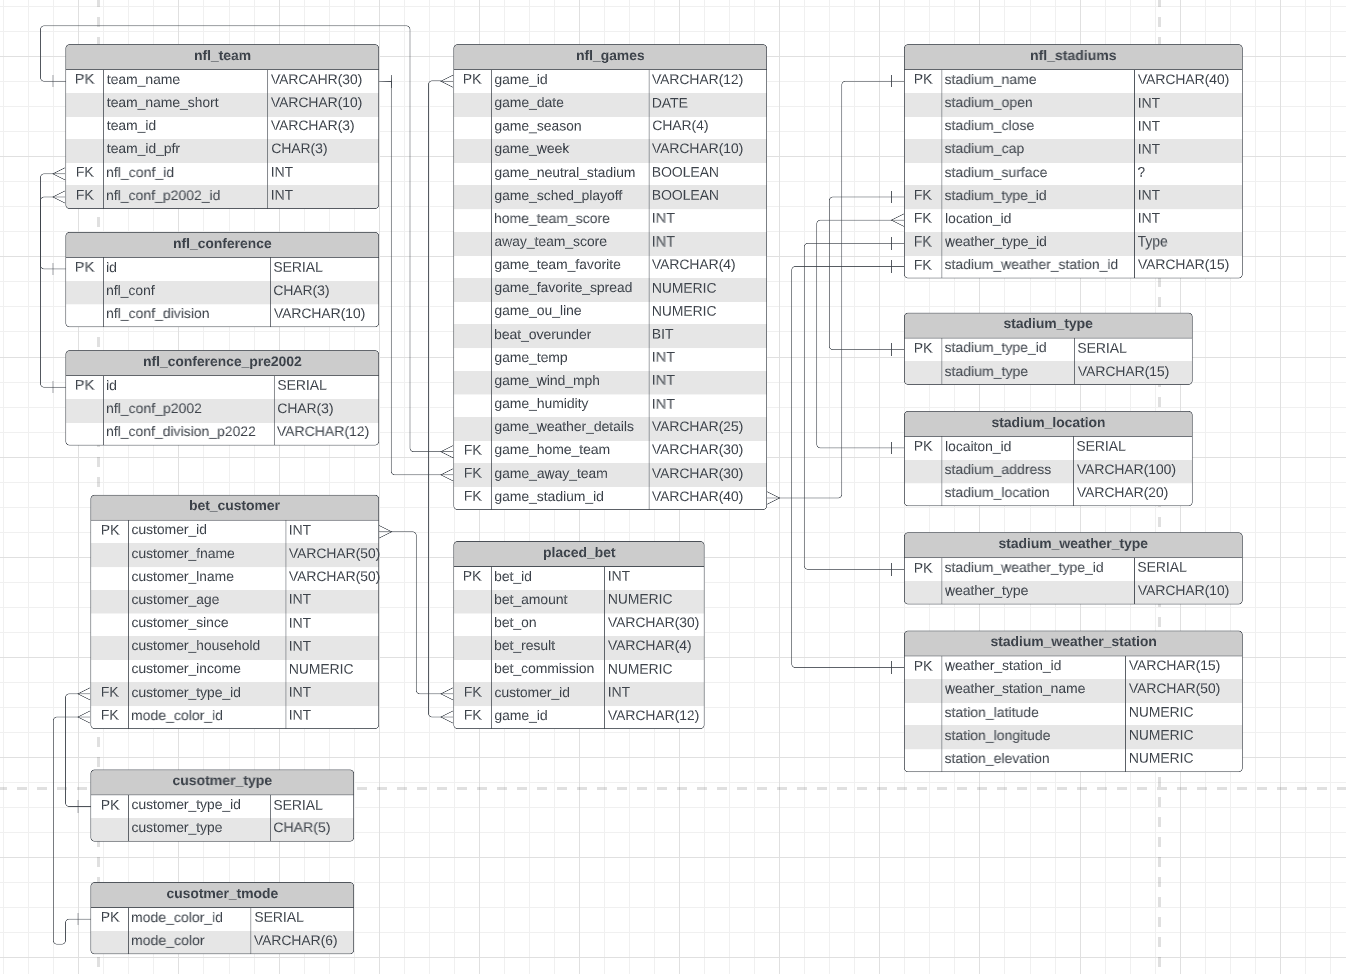 nfl_team
PK team_name VARCAHR(30)
team_name_short VARCHAR(10)
team_id VARCHAR(3)
team_id_pfr CHAR(3)
FK nfl_conf_id INT
FK nfl_conf_p2002_id INT
nfl_conference
PK id SERIAL
nfl_conf CHAR(3)
nfl_conf_division VARCHAR(10)
nfl_conference_pre2002
PK id SERIAL
nfl_conf_p2002 CHAR(3)
nfl_conf_division_p2022 VARCHAR(12)
bet_customer
PK customer_id INT
customer_fname VARCHAR(50)
customer_lname VARCHAR(50)
customer_age INT
customer_since INT
customer_household INT
customer_income NUMERIC
FK customer_type_id INT
FK mode_color_id INT
cusotmer_type
PK customer_type_id SERIAL
customer_type CHAR(5)
cusotmer_tmode
PK mode_color_id SERIAL
mode_color VARCHAR(6)
nfl_games
PK game_id VARCHAR(12)
game_date DATE
game_season CHAR(4)
game_week VARCHAR(10)
game_neutral_stadium BOOLEAN
game_sched_playoff BOOLEAN
home_team_score INT
away_team_score INT
game_team_favorite VARCHAR(4)
game_favorite_spread NUMERIC
game_ou_line NUMERIC
beat_overunder BIT
game_temp INT
game_wind_mph INT
game_humidity INT
game_weather_details VARCHAR(25)
FK game_home_team VARCHAR(30)
FK game_away_team VARCHAR(30)
FK game_stadium_id VARCHAR(40)
placed_bet
PK bet_id INT
bet_amount NUMERIC
bet_on VARCHAR(30)
bet_result VARCHAR(4)
bet_commission NUMERIC
FK customer_id INT
FK game_id VARCHAR(12)
nfl_stadiums
PK stadium_name VARCHAR(40)
stadium_open INT
stadium_close INT
stadium_cap INT
stadium_surface ?
FK stadium_type_id INT
FK location_id INT
FK weather_type_id Type
FK stadium_weather_station_id VARCHAR(15)
stadium_type
PK stadium_type_id SERIAL
stadium_type VARCHAR(15)
stadium_location
PK locaiton_id SERIAL
stadium_address VARCHAR(100)
stadium_location VARCHAR(20)
stadium_weather_type
PK stadium_weather_type_id SERIAL
weather_type VARCHAR(10)
stadium_weather_station
PK weather_station_id VARCHAR(15)
weather_station_name VARCHAR(50)
station_latitude NUMERIC
station_longitude NUMERIC
station_elevation NUMERIC